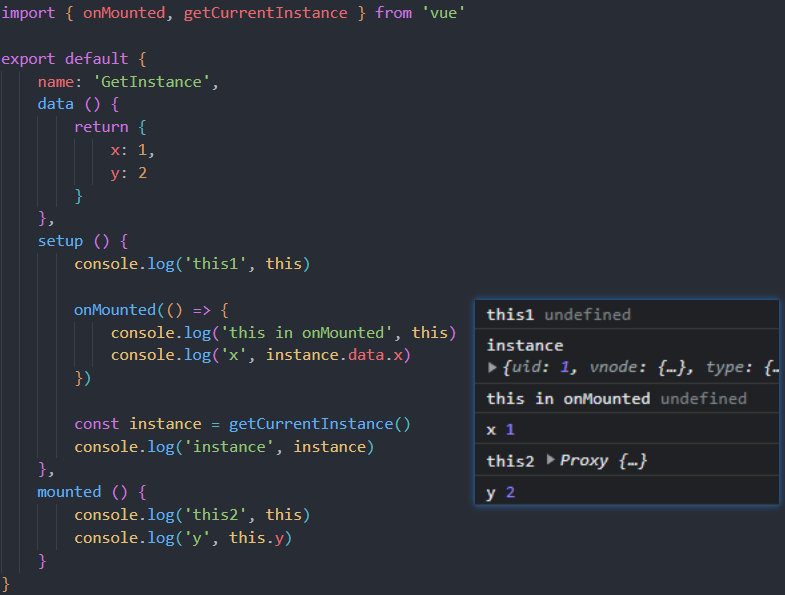 import { onMounted, getCurrentInstance } from 'vue'
export default {
name: 'GetInstance',
data () {
return {
x: 1,
y: 2
}
},
setup () {
console.log('this1', this)
onMounted(() => {
console.log('this in onMounted', this)
console.log('x', instance.data.x)
})
const instance = getCurrentInstance()
console.log('instance', instance)
},
mounted () {
console.log('this2', this)
console.log('y', this.y)
}
}
this1 undefined
instance
▶{uid: 1, vnode: {…}, type: {…
this in onMounted undefined
x 1
this2 ▶Proxy {…}
y 2